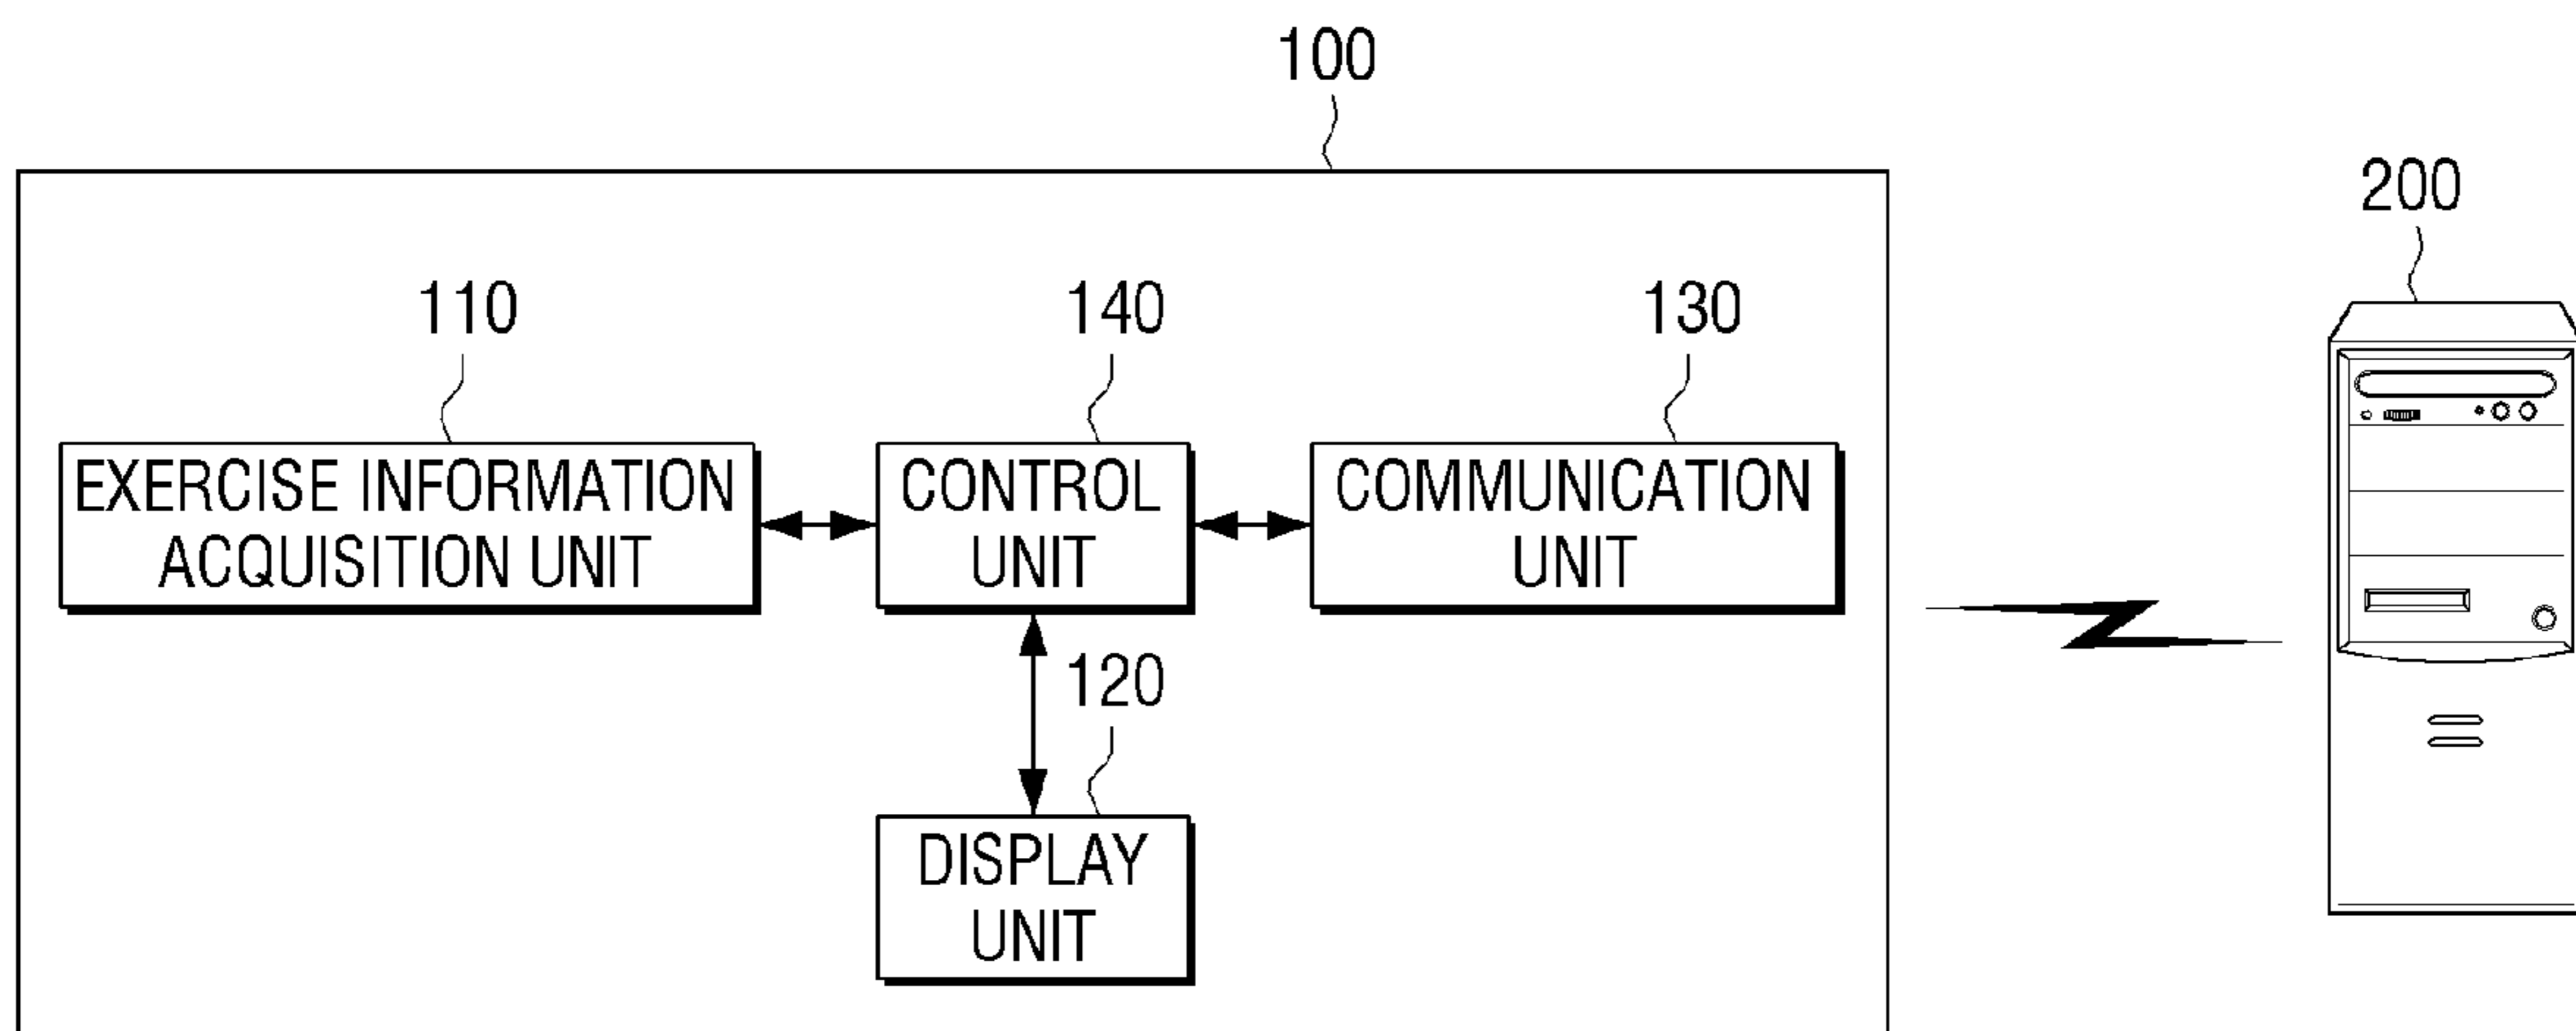 100
200
110
140
130
EXERCISE INFORMATION
ACQUISITION UNIT
CONTROL
UNIT
COMMUNICATION
UNIT
120
DISPLAY
UNIT